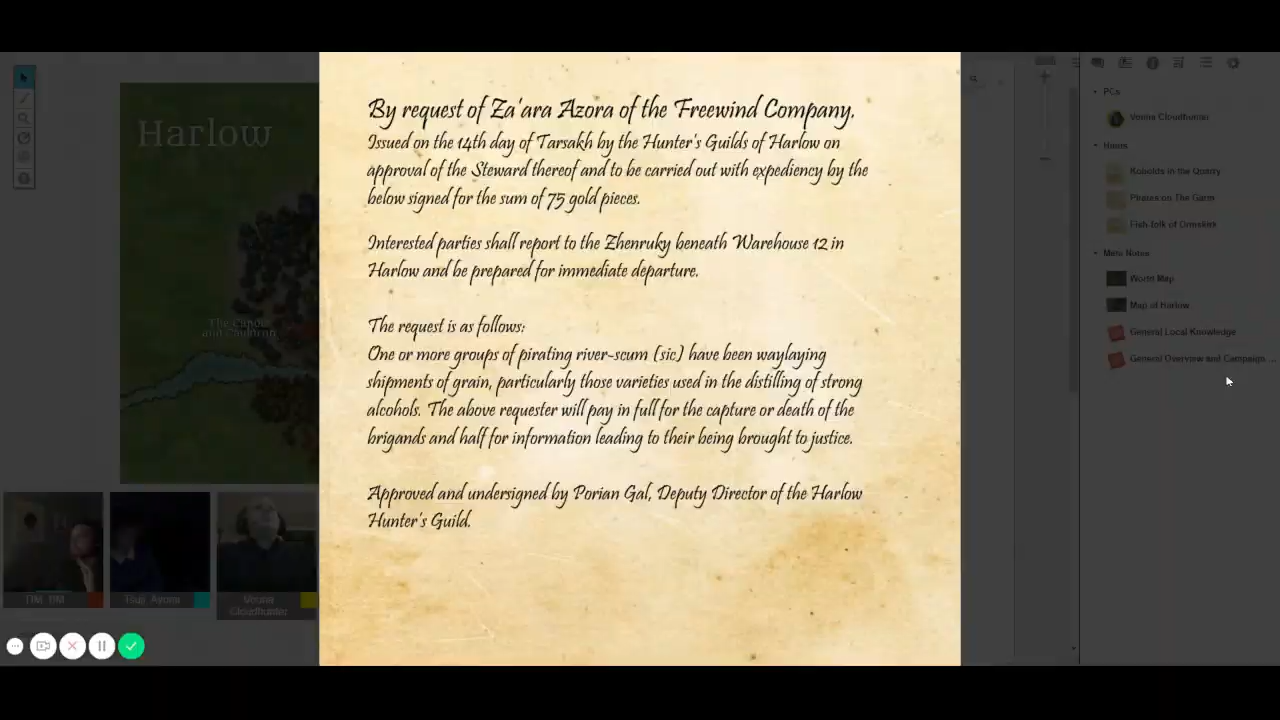 By request of Za'ara Azora of the Freewind Company.
Issued on the 14th day of Tarsakh by the Hunter's Guilds of Harlow on
approval of the Steward thereof and to be carried out with expediency by the
below signed for the sum of 75 gold pieces.
Interested parties shall report to the Zhenruky beneath Warehouse 12 in
Harlow and be prepared for immediate departure.
The request is as follows:
One or more groups of pirating river-scum (sic) have been waylaying
shipments of grain, particularly those varieties used in the distilling of strong
alcohols. The above requester will pay in full for the capture or death of the
brigands and half for information leading to their being brought to justice.
Approved and undersigned by Porian Gal, Deputy Director of the Harlow
Hunter's Guild.
Harlow
and Cauldron
Cloudhunter
PCs
Venna Cloudhunter
Kobolds in the Quarry
Pirates on The Garm
Fish-folk of
World Map
Map of Harlow
General Local Knowledge
General Overview and Campaign ...